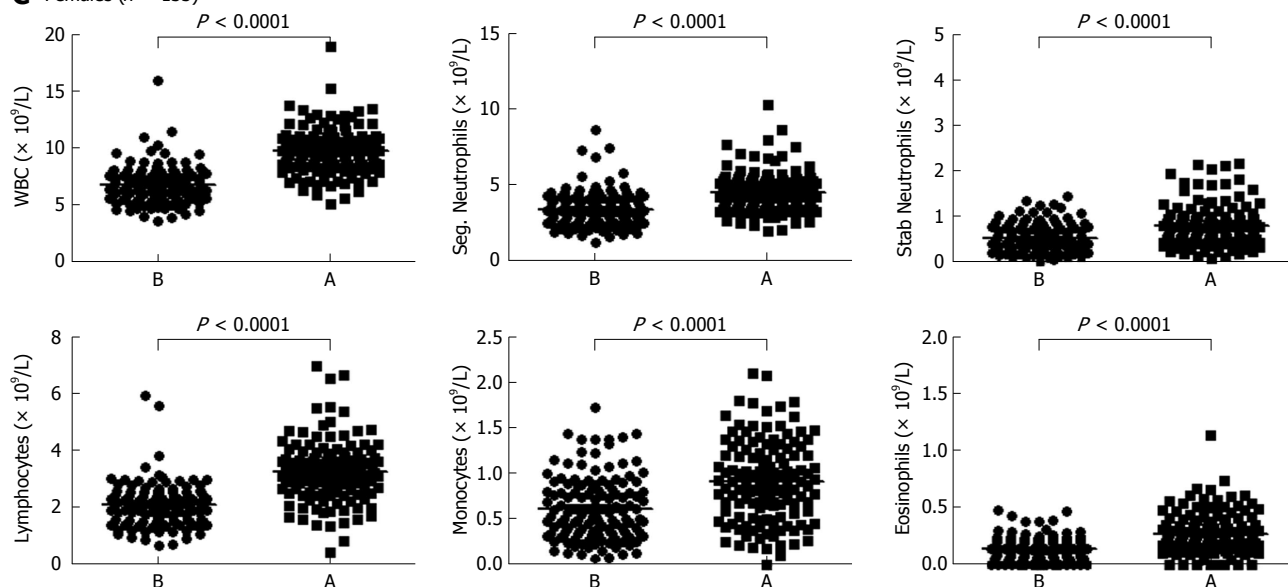 P < 0.0001
P < 0.0001
P < 0.0001
WBC (× 10⁹/L)
20
15
10
5
0
B A
Seg. Neutrophils (× 10⁹/L)
15
10
5
0
B A
Stab Neutrophils (× 10⁹/L)
5
4
3
2
1
0
B A
P < 0.0001
P < 0.0001
P < 0.0001
Lymphocytes (× 10⁹/L)
8
6
4
2
0
B A
Monocytes (× 10⁹/L)
2.5
2.0
1.5
1.0
0.5
0.0
B A
Eosinophils (× 10⁹/L)
2.0
1.5
1.0
0.5
0.0
B A